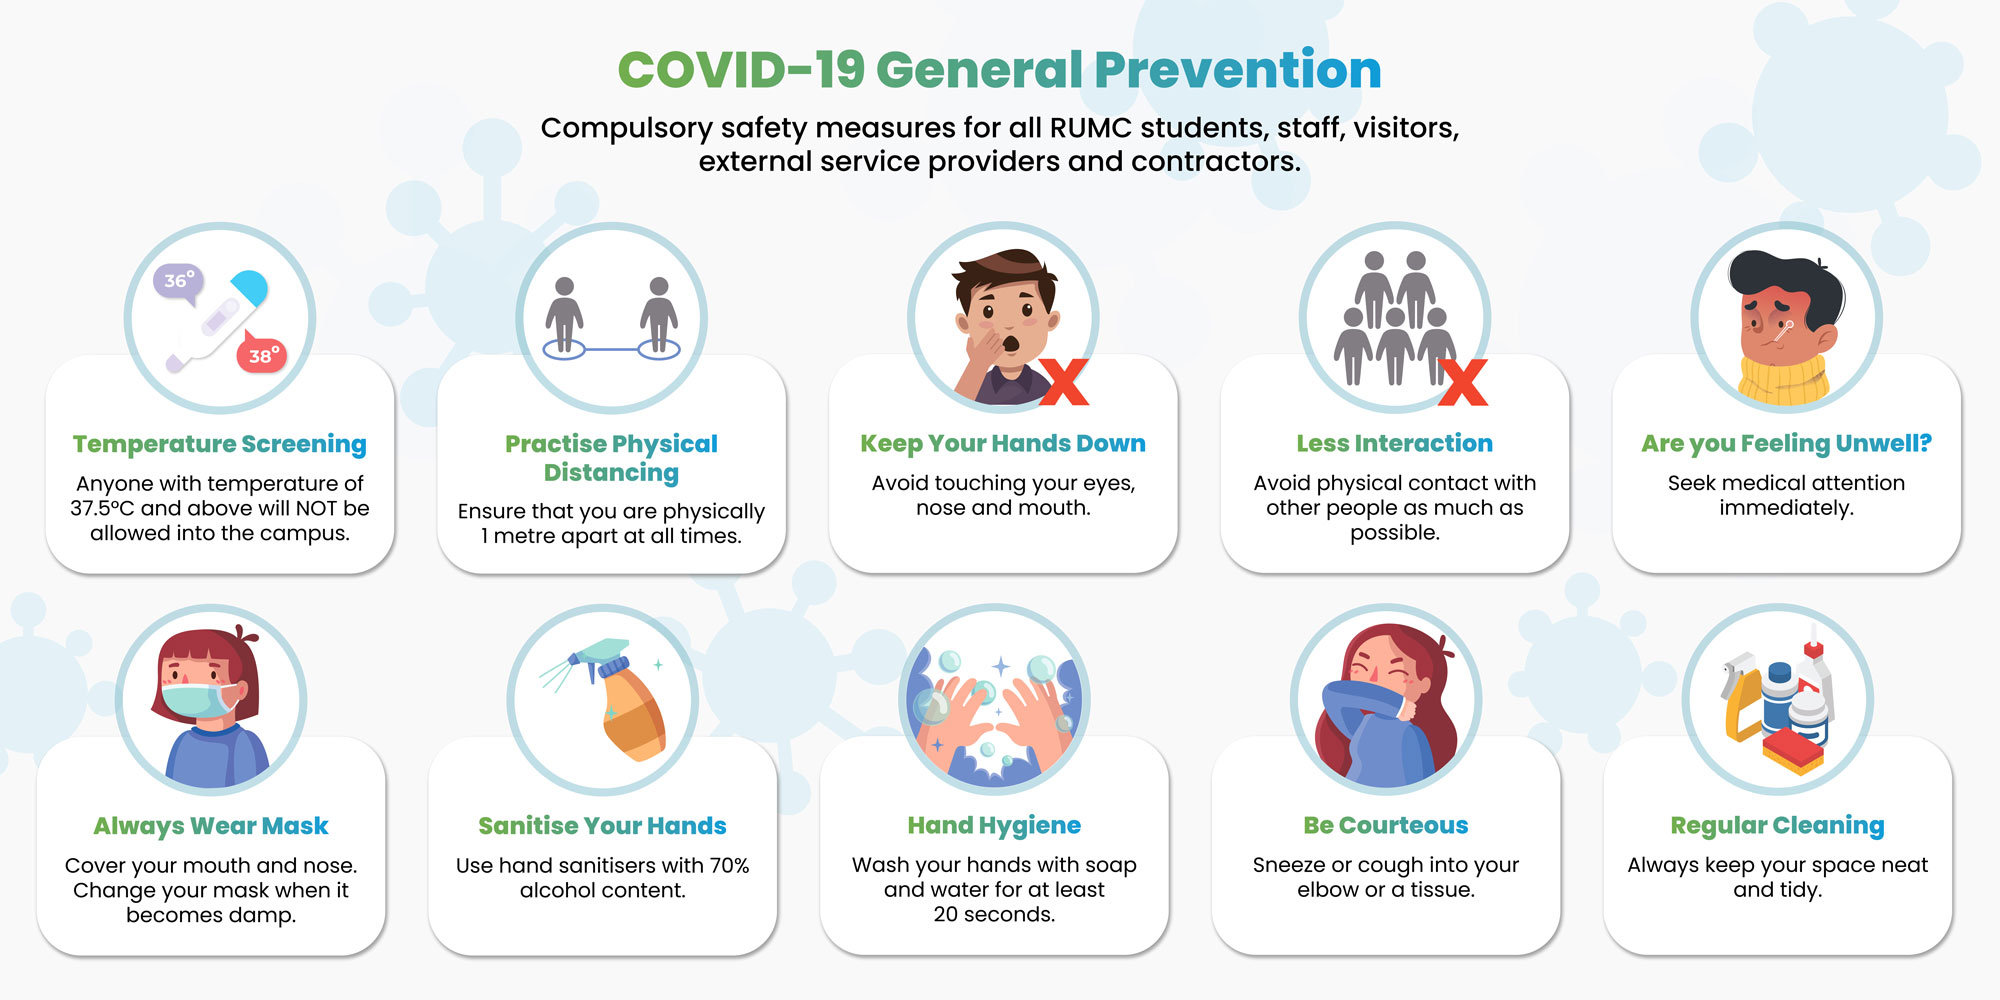 COVID-19 General Prevention
Compulsory safety measures for all RUMC students, staff, visitors,
external service providers and contractors.
36°
38°
Temperature Screening
Anyone with temperature of
37.5°C and above will NOT be
allowed into the campus.
Practise Physical
Distancing
Ensure that you are physically
1 metre apart at all times.
X
Keep Your Hands Down
Avoid touching your eyes,
nose and mouth.
X
Less Interaction
Avoid physical contact with
other people as much as
possible.
Are you Feeling Unwell?
Seek medical attention
immediately.
Always Wear Mask
Cover your mouth and nose.
Change your mask when it
becomes damp.
Sanitise Your Hands
Use hand sanitisers with 70%
alcohol content.
Hand Hygiene
Wash your hands with soap
and water for at least
20 seconds.
Be Courteous
Sneeze or cough into your
elbow or a tissue.
Regular Cleaning
Always keep your space neat
and tidy.